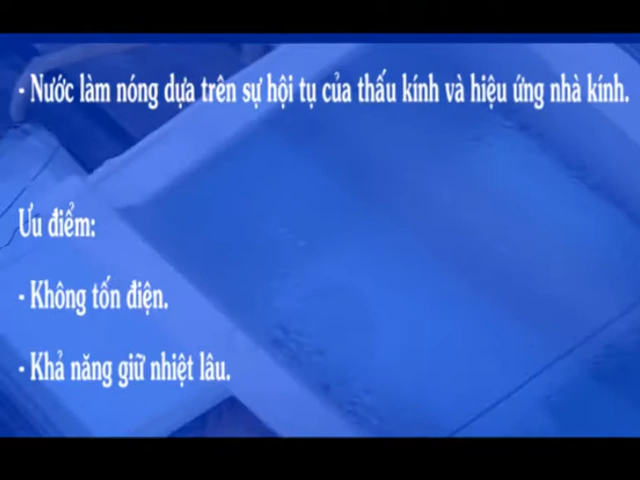 - Nước làm nóng dựa trên sự hội tụ của thấu kính và hiệu ứng nhà kính.
Ưu điểm:
- Không tốn điện.
- Khả năng giữ nhiệt lâu.